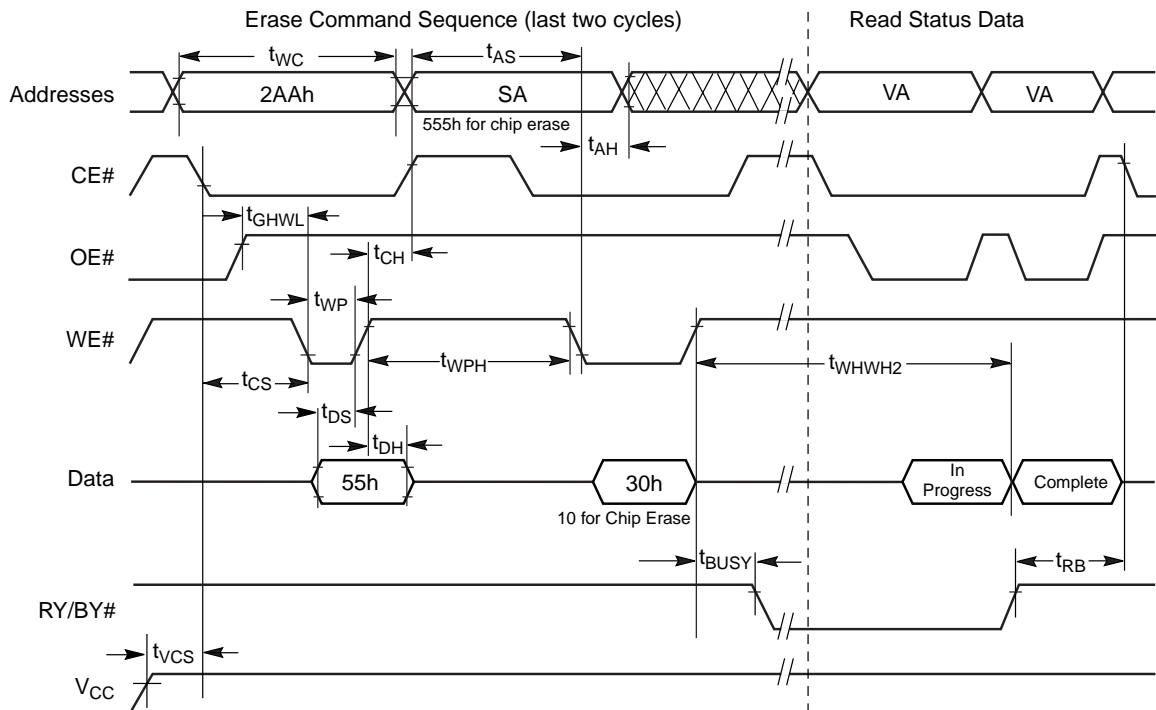 Erase Command Sequence (last two cycles)
Read Status Data
tWC
tAS
Addresses
2AAh
SA
VA
VA
555h for chip erase
tAH
CE#
tGHWL
OE#
tCH
tWP
WE#
tWPH
tWHWH2
tCS
tDS
tDH
Data
55h
30h
In
Progress
Complete
10 for Chip Erase
tBUSY
tRB
RY/BY#
tVCS
VCC